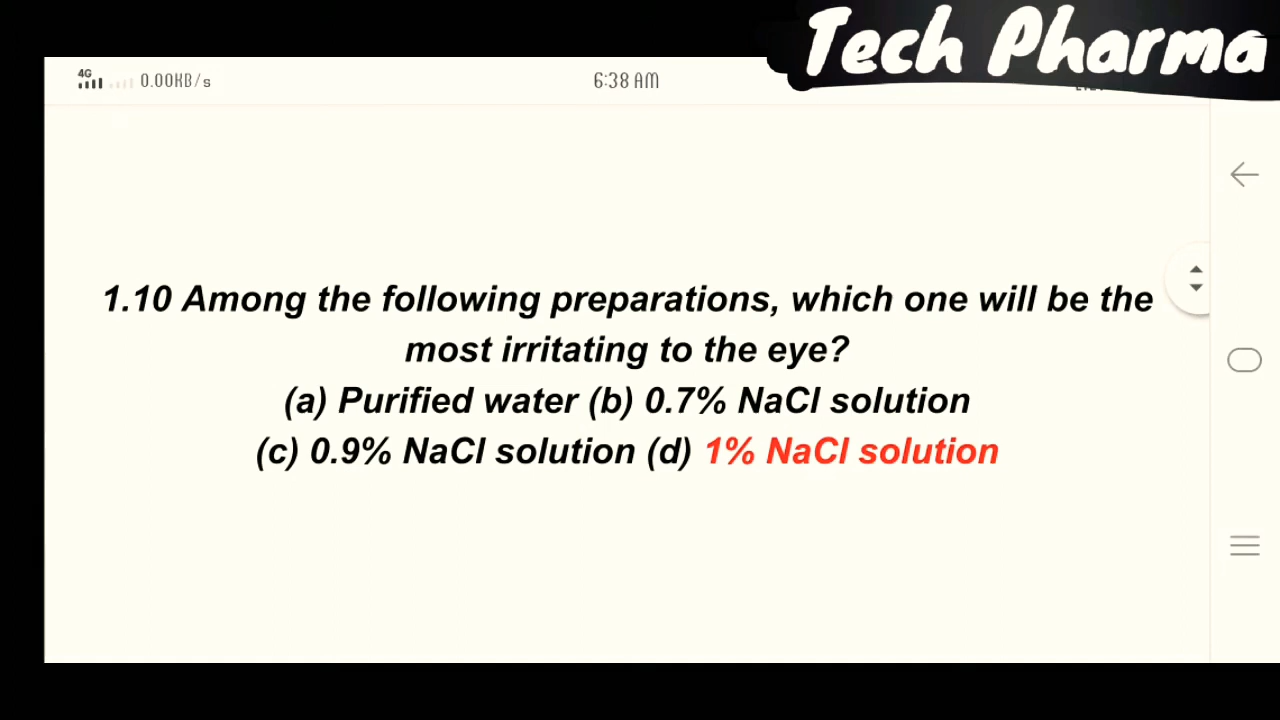 Tech Pharma
4G 0.00KB/s 6:38 AM
1.10 Among the following preparations, which one will be the
most irritating to the eye?
(a) Purified water (b) 0.7% NaCl solution
(c) 0.9% NaCl solution (d) 1% NaCl solution